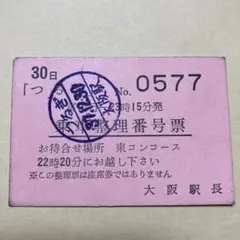 30日
「つ
No. 0577
23時15分発
乗車整理番号票
お待合せ場所 東コンコース
22時20分にお越し下さい
※この整理票は座席券ではありません
大阪駅長